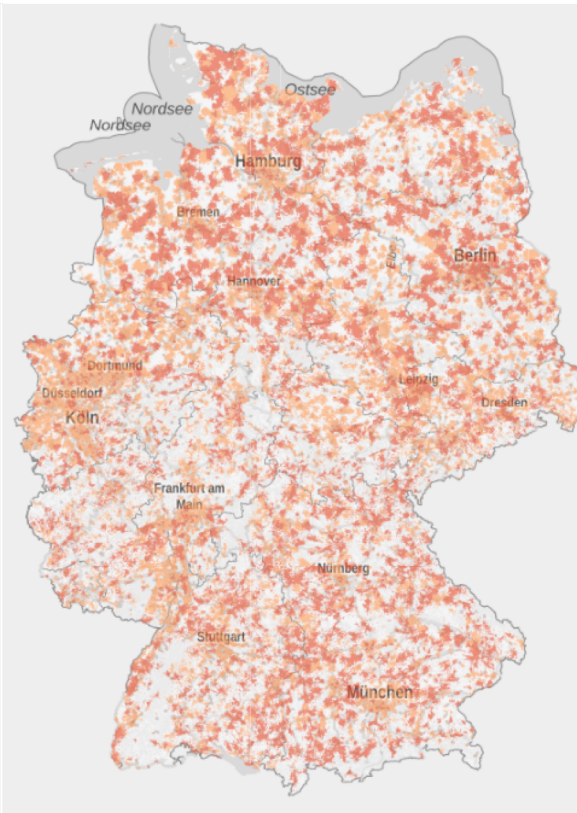 Ostsee
Nordsee
Nordsee
Hamburg
Bremen
Berlin
Elbe
Hannover
Dortmund
Düsseldorf
Leipzig
Köln
Dresden
Frankfurt am
Main
Nürnberg
Stuttgart
München